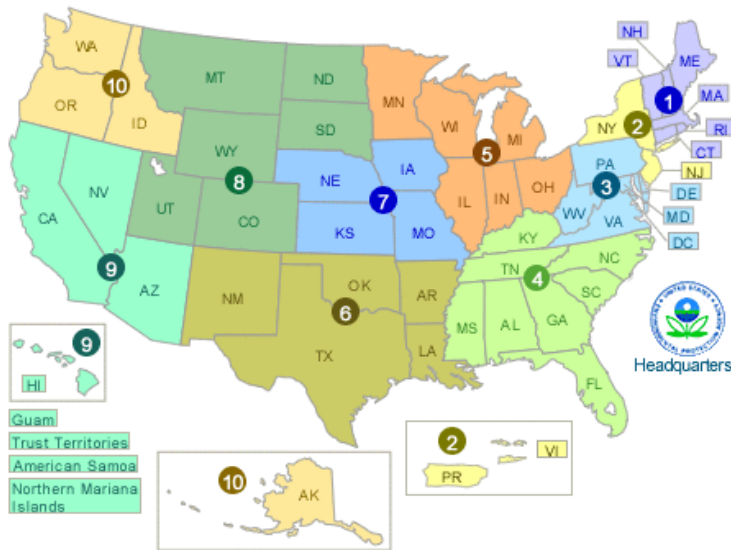 NH
WA
ME
VT
MT
ND
10
1
MA
OR
MN
ID
WI
2
NY
RI
SD
MI
CT
WY
5
PA
NJ
IA
8
NE
3
DE
NV
7
OH
IL
IN
UT
CO
WV
VA
MD
CA
KS
MO
KY
DC
9
TN
NC
4
AZ
OK
AR
NM
SC
6
MS
AL
GA
9
TX
LA
Headquarters
HI
FL
Guam
Trust Territories
2
VI
American Samoa
PR
10
Northern Mariana
Islands
AK